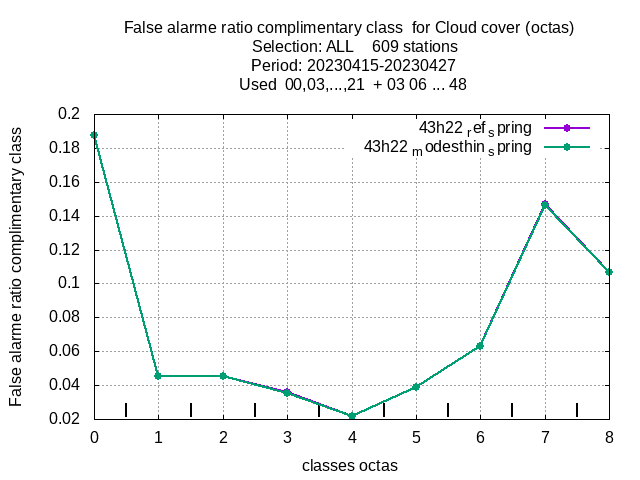 False alarme ratio complimentary class  for Cloud cover (octas)
Selection: ALL    609 stations
Period: 20230415-20230427
Used  00,03,...,21  + 03 06 ... 48
43h22 ref spring
43h22 modesthin spring
False alarme ratio complimentary class
0.2
0.18
0.16
0.14
0.12
0.1
0.08
0.06
0.04
0.02
0 1 2 3 4 5 6 7 8
classes octas